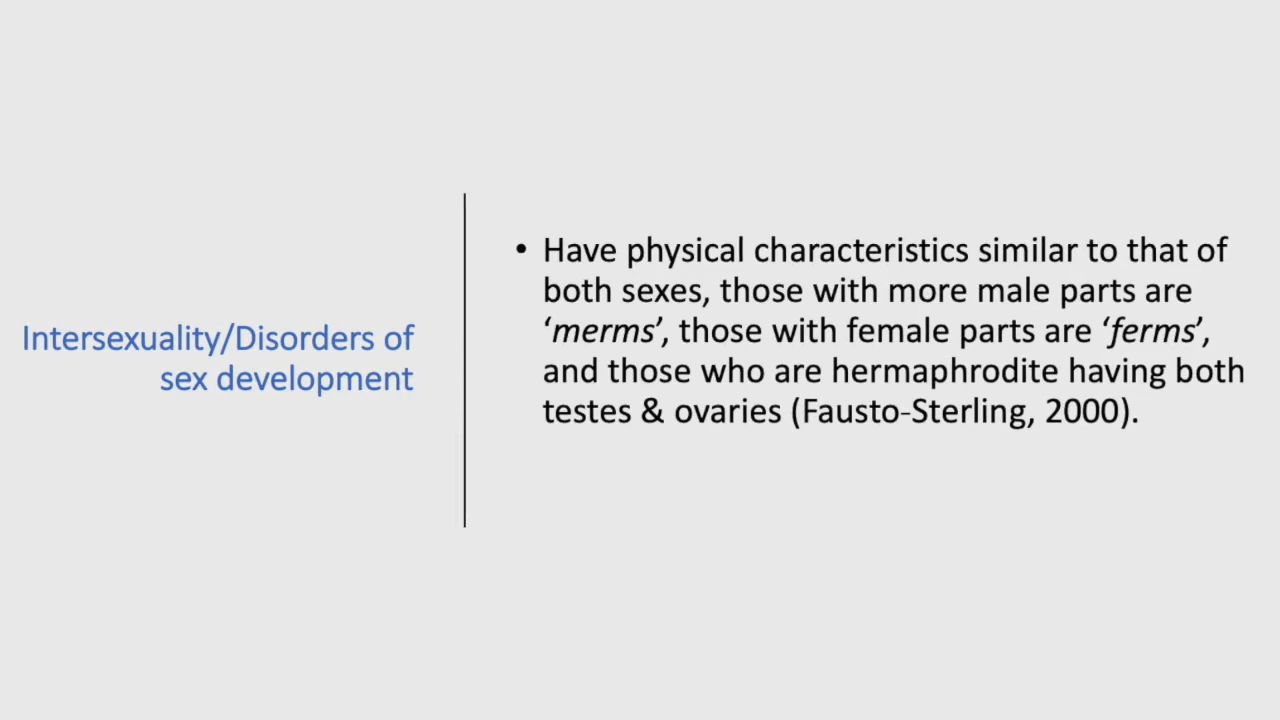 Intersexuality/Disorders of
sex development
• Have physical characteristics similar to that of
both sexes, those with more male parts are
‘merms’, those with female parts are ‘ferms’,
and those who are hermaphrodite having both
testes & ovaries (Fausto-Sterling, 2000).